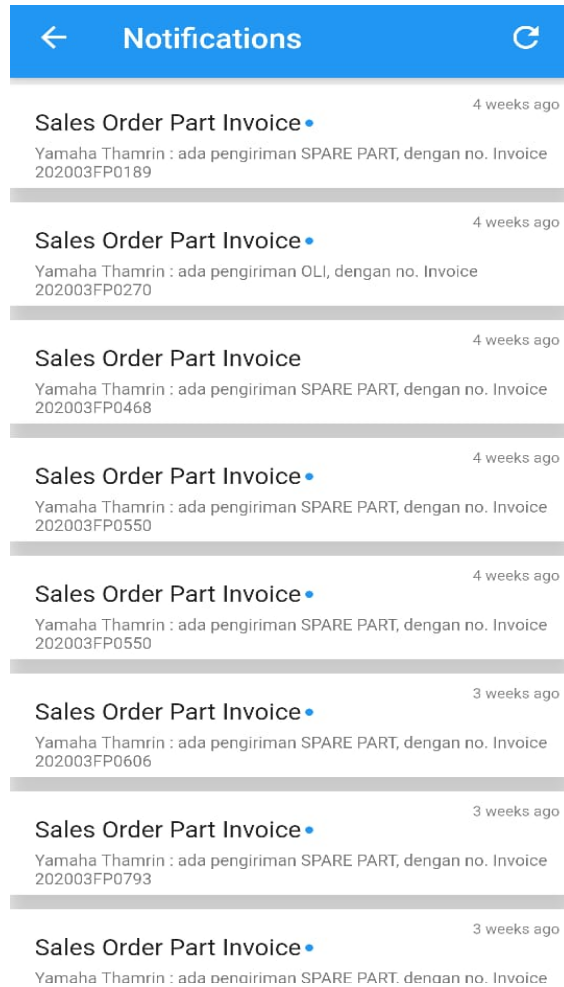 Notifications
4 weeks ago
Sales Order Part Invoice
Yamaha Thamrin : ada pengiriman SPARE PART, dengan no. Invoice
202003FP0189
4 weeks ago
Sales Order Part Invoice
Yamaha Thamrin : ada pengiriman OLI, dengan no. Invoice
202003FP0270
4 weeks ago
Sales Order Part Invoice
Yamaha Thamrin : ada pengiriman SPARE PART, dengan no. Invoice
202003FP0468
4 weeks ago
Sales Order Part Invoice
Yamaha Thamrin : ada pengiriman SPARE PART, dengan no. Invoice
202003FP0550
4 weeks ago
Sales Order Part Invoice
Yamaha Thamrin : ada pengiriman SPARE PART, dengan no. Invoice
202003FP0550
3 weeks ago
Sales Order Part Invoice
Yamaha Thamrin : ada pengiriman SPARE PART, dengan no. Invoice
202003FP0606
3 weeks ago
Sales Order Part Invoice
Yamaha Thamrin : ada pengiriman SPARE PART, dengan no. Invoice
202003FP0793
3 weeks ago
Sales Order Part Invoice
Yamaha Thamrin : ada pengiriman SPARE PART, dengan no. Invoice